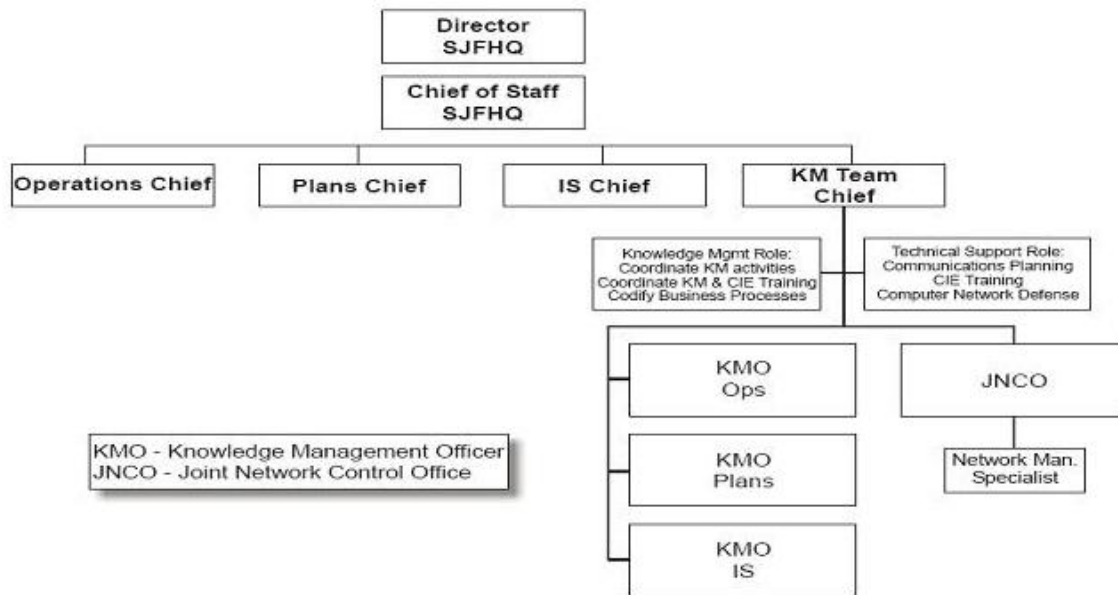 Director
SJFHQ
Chief of Staff
SJFHQ
Operations Chief
Plans Chief
IS Chief
KM Team
Chief
Knowledge Mgmt Role:
Coordinate KM activities
Coordinate KM & CIE Training
Codify Business Processes
Technical Support Role:
Communications Planning
CIE Training
Computer Network Defense
KMO
Ops
JNCO
KMO
Plans
Network Man.
Specialist
KMO
IS
KMO - Knowledge Management Officer
JNCO - Joint Network Control Office